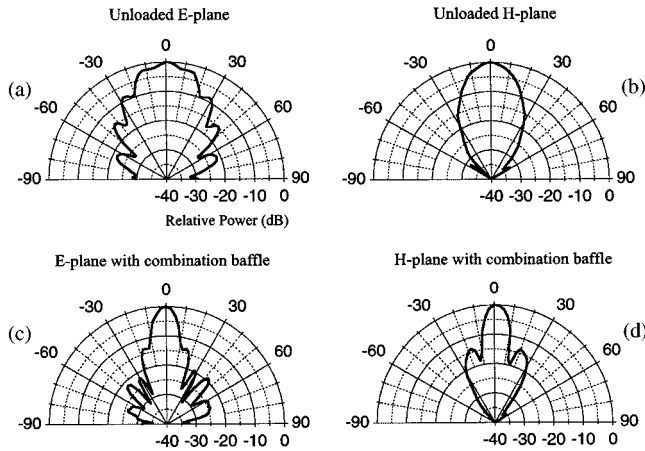 Unloaded E-plane
Unloaded H-plane
0
-30 30
(a)
-60 60
-90
-40 -30 -20 -10 0
Relative Power (dB)
0
-30 30
(b)
-60 60
-90 90
-40 -30 -20 -10 0
E-plane with combination baffle
H-plane with combination baffle
0
-30 30
(c)
-60 60
-90
-40 -30 -20 -10 0
0
-30 30
(d)
-60 60
-90 90
-40 -30 -20 -10 0